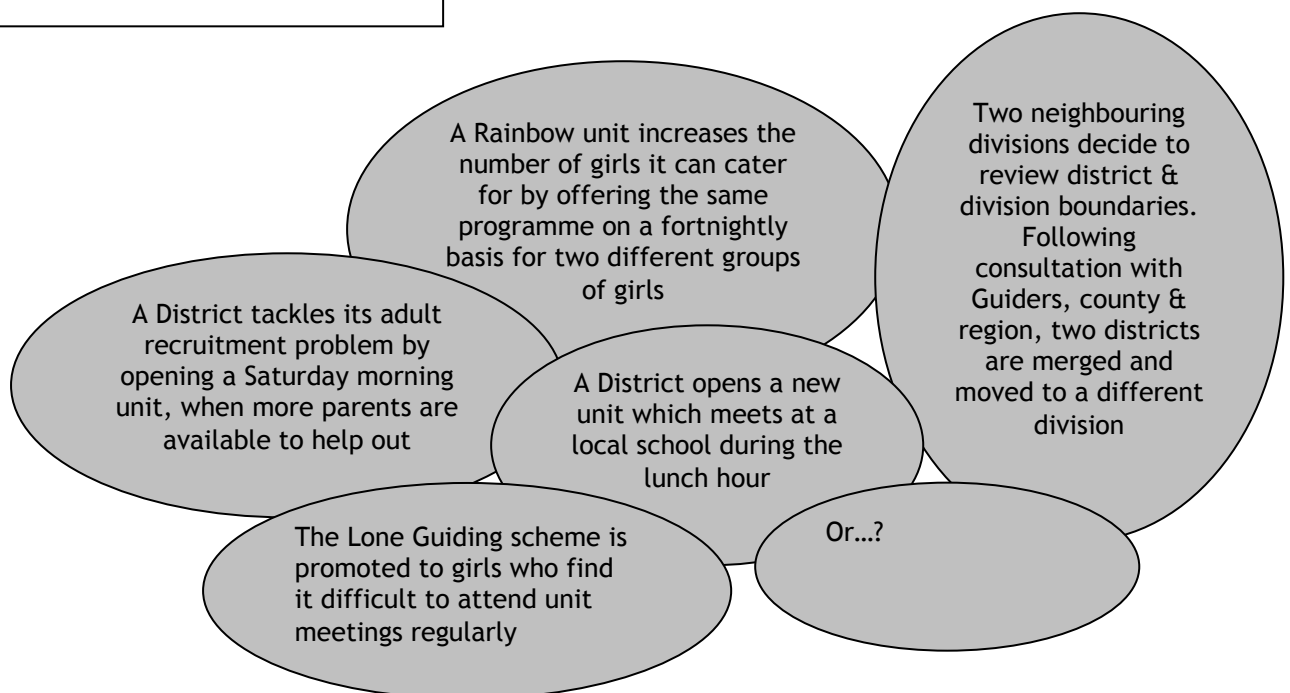 A Rainbow unit increases the
number of girls it can cater
for by offering the same
programme on a fortnightly
basis for two different groups
of girls
Two neighbouring
divisions decide to
review district &
division boundaries.
Following
consultation with
Guiders, county &
region, two districts
are merged and
moved to a different
division
A District tackles its adult
recruitment problem by
opening a Saturday morning
unit, when more parents are
available to help out
A District opens a new
unit which meets at a
local school during the
lunch hour
The Lone Guiding scheme is
promoted to girls who find
it difficult to attend unit
meetings regularly
Or…?